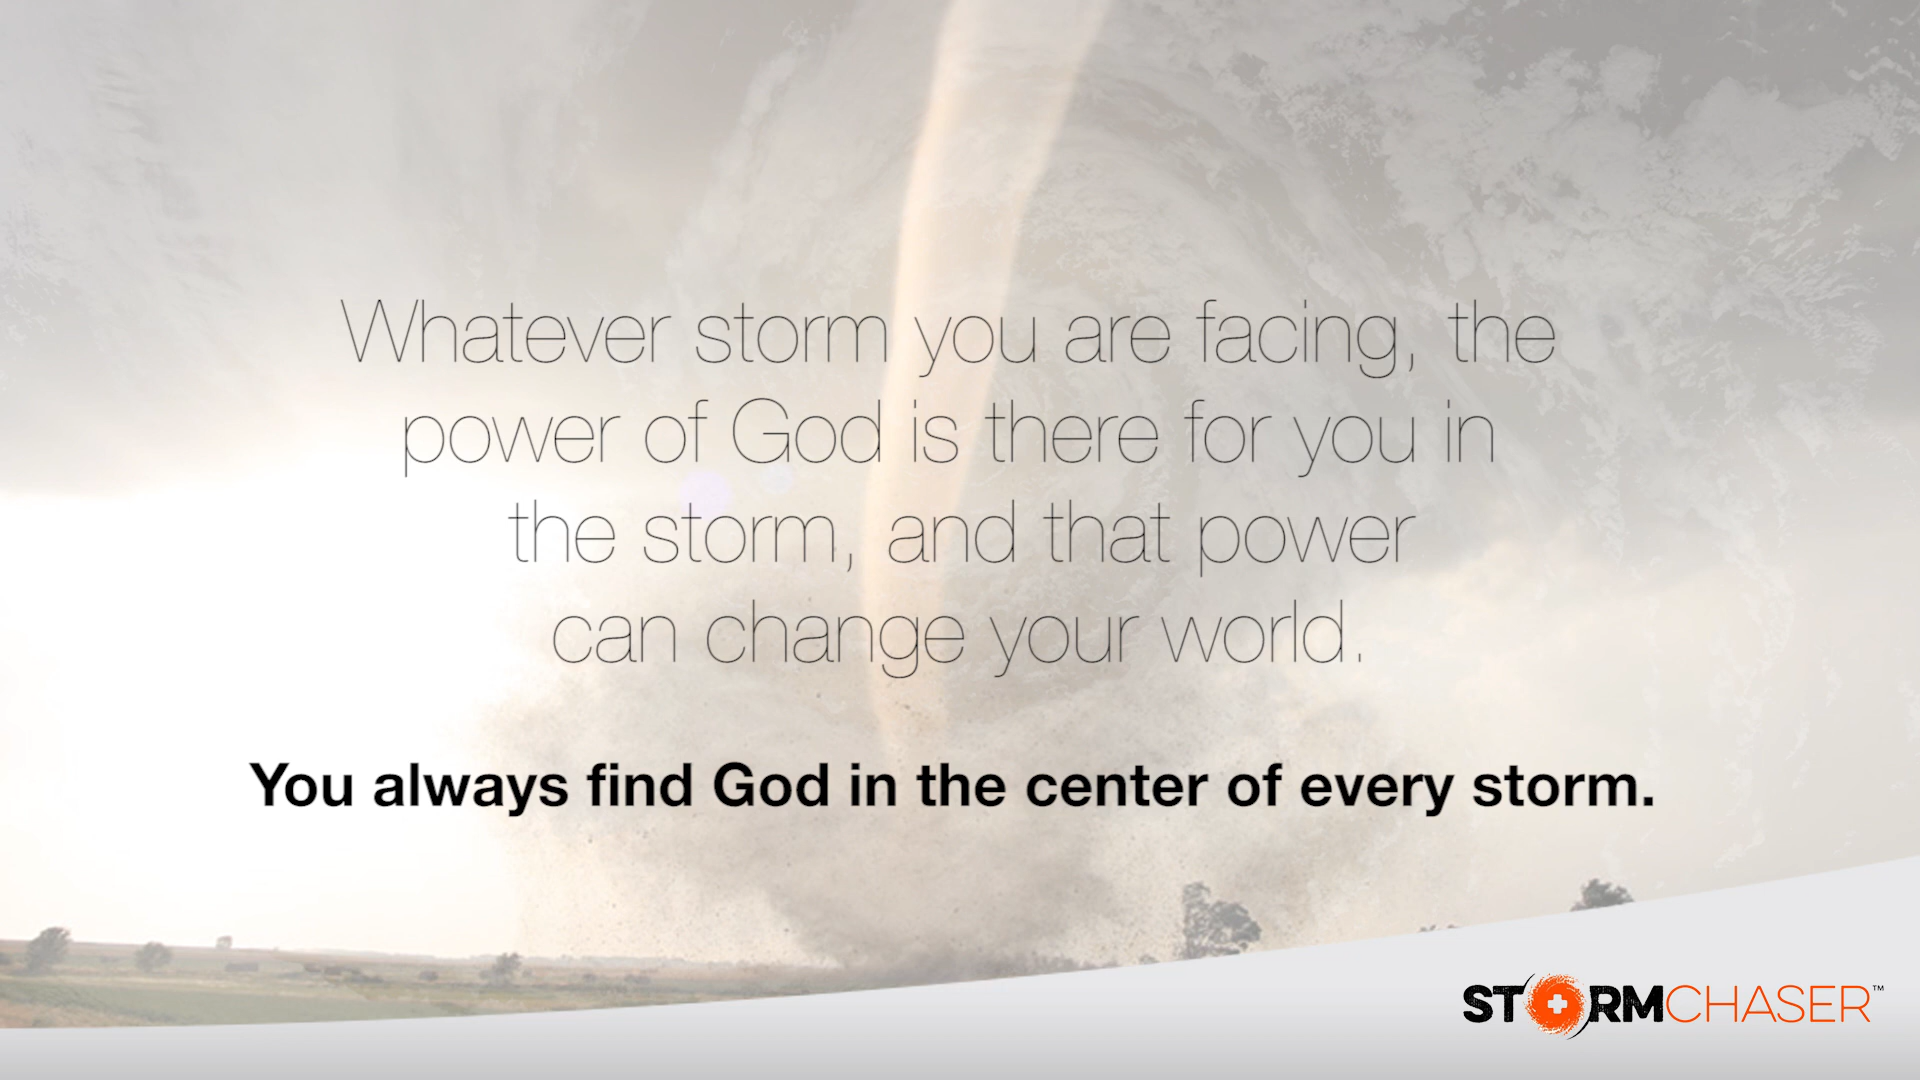 Whatever storm you are facing, the
power of God is there for you in
the storm, and that power
can change your world.
You always find God in the center of every storm.
STORMCHASER™